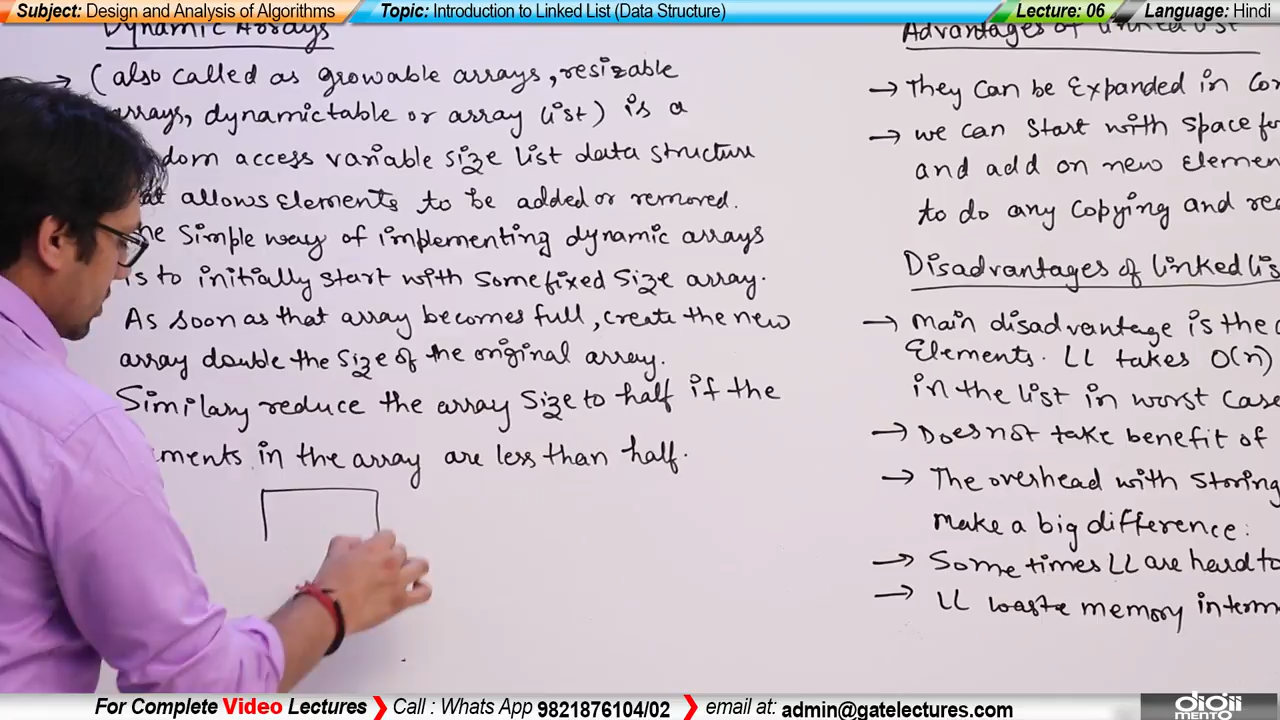 Subject: Design and Analysis of Algorithms
Topic: Introduction to Linked List (Data Structure)
Lecture: 06
Language: Hindi
Dynamic Arrays
→ (also called as growable arrays, resizable
arrays, dynamic table or array list) is a
access variable size list data structure
allows Elements to be added or removed.
Simple way of implementing dynamic arrays
is to initially start with some fixed size array.
As soon as that array becomes full, create the new
array double the size of the original array.
Similary reduce the array size to half if the
in the array are less than half.
Advantages of linked list
→ They can be Expanded in
→ we can start with space
and add on new
to do any copying and
Disadvantages of linked
→ main disadvantage is the
Elements. LL takes O(n)
in the list in worst case
→ Does not take benefit of
→ The overhead with storing
make a big difference:
→ Some times LL are hard to
→ LL waste memory in
For Complete Video Lectures ❯ Call : Whats App 9821876104/02 ❯ email at: admin@gatelectures.com
digii
MENTOR